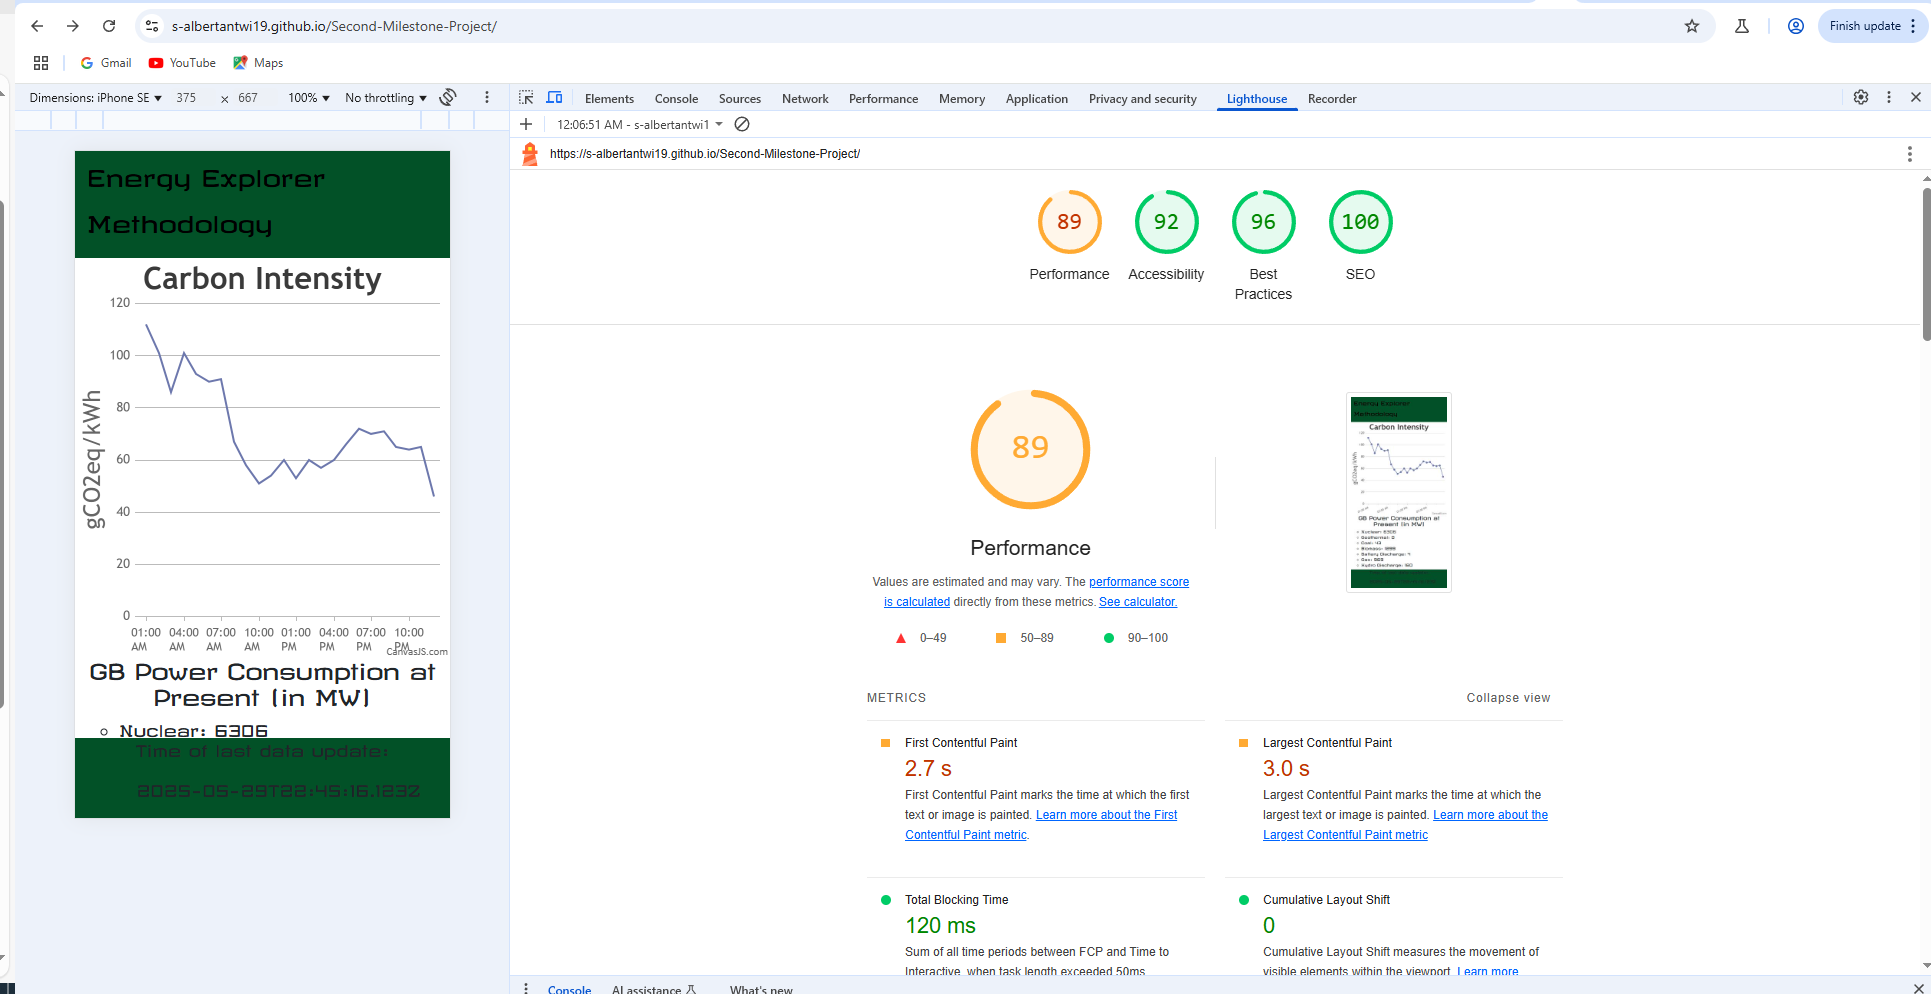 s-albertantwi19.github.io/Second-Milestone-Project/
Finish update
Gmail
YouTube
Maps
Dimensions: iPhone SE
375 x 667
100%
No throttling
Elements
Console
Sources
Network
Performance
Memory
Application
Privacy and security
Lighthouse
Recorder
12:06:51 AM - s-albertantwi1
https://s-albertantwi19.github.io/Second-Milestone-Project/
Energy Explorer
Methodology
Carbon Intensity
gCO2eq/kWh
120
100
80
60
40
20
0
01:00 AM
04:00 AM
07:00 AM
10:00 AM
01:00 PM
04:00 PM
07:00 PM
10:00 PM
CanvasJS.com
GB Power Consumption at
Present (in MW)
Nuclear: 6306
Time of last data update:
2025-05-29T22:45:16.123Z
89
Performance
92
Accessibility
96
Best
Practices
100
SEO
89
Performance
Values are estimated and may vary. The performance score
is calculated directly from these metrics. See calculator.
0–49
50–89
90–100
Carbon Intensity
GB Power Consumption at
Present (in MW)
METRICS
Collapse view
First Contentful Paint
2.7 s
First Contentful Paint marks the time at which the first
text or image is painted. Learn more about the First
Contentful Paint metric.
Largest Contentful Paint
3.0 s
Largest Contentful Paint marks the time at which the
largest text or image is painted. Learn more about the
Largest Contentful Paint metric
Total Blocking Time
120 ms
Sum of all time periods between FCP and Time to
Interactive, when task length exceeded 50ms
Cumulative Layout Shift
0
Cumulative Layout Shift measures the movement of
visible elements within the viewport. Learn more
Console
AI assistance
What's new